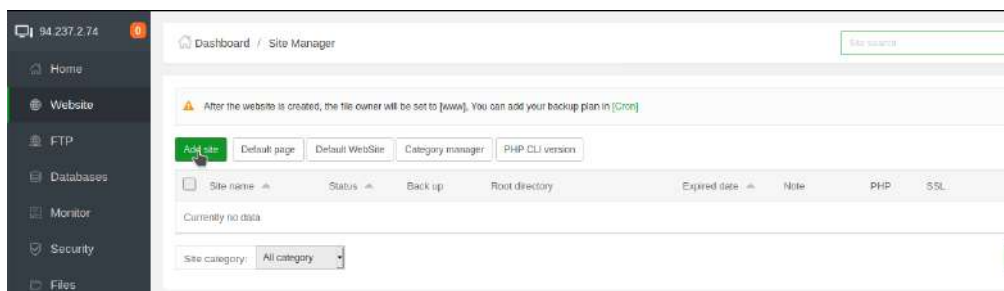 94.237.2.74 0
Home
Website
FTP
Databases
Monitor
Security
Files
Dashboard / Site Manager
Site search
After the website is created, the file owner will be set to [www], You can add your backup plan in [Cron]
Add site Default page Default WebSite Category manager PHP CLI version
Site name Status Back up Root directory Expired date Note PHP SSL
Currently no data
Site category: All category